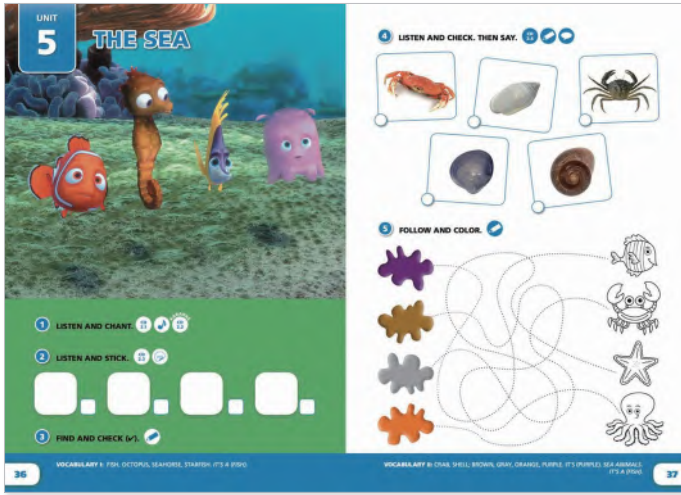 UNIT
5
THE SEA
1 LISTEN AND CHANT.
2 LISTEN AND STICK.
3 FIND AND CHECK (✓).
36
VOCABULARY I: FISH, OCTOPUS, SEAHORSE, STARFISH. IT'S A (FISH).
4 LISTEN AND CHECK. THEN SAY.
5 FOLLOW AND COLOR.
VOCABULARY II: CRAB, SHELL; BROWN, GRAY, ORANGE, PURPLE. IT'S (PURPLE). SEA ANIMALS.
IT'S A (FISH).
37